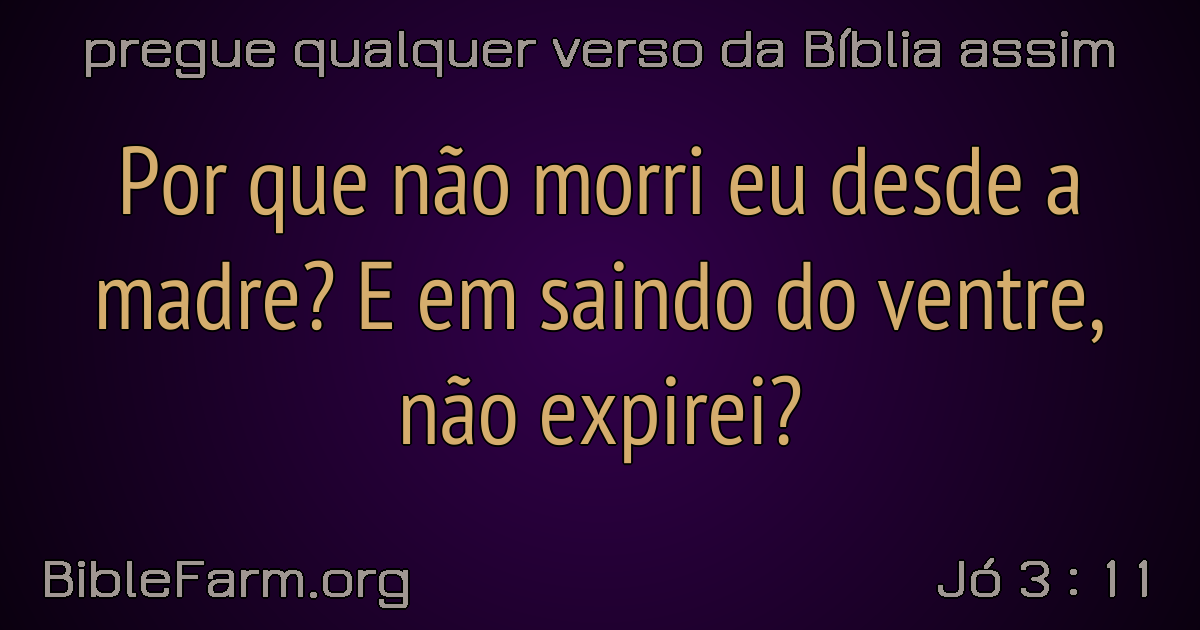 pregue qualquer verso da Bíblia assim
Por que não morri eu desde a
madre? E em saindo do ventre,
não expirei?
BibleFarm.org
Jó 3 : 11